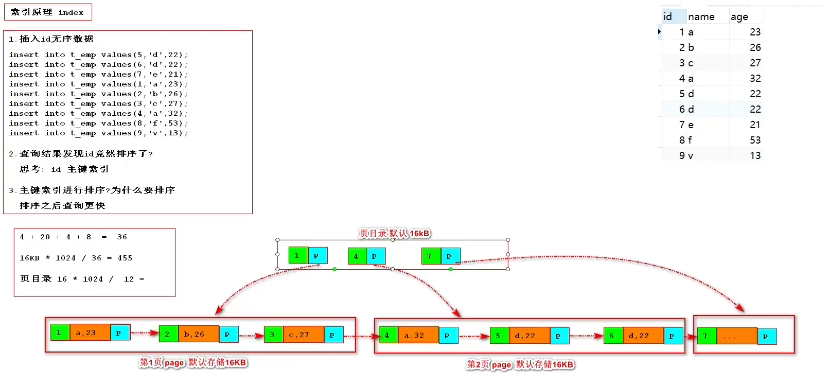 索引原理 index
1.插入id无序数据
insert into t_emp values(5,'d',22);
insert into t_emp values(6,'d',22);
insert into t_emp values(7,'e',21);
insert into t_emp values(1,'a',23);
insert into t_emp values(2,'b',26);
insert into t_emp values(3,'c',27);
insert into t_emp values(4,'a',32);
insert into t_emp values(8,'f',53);
insert into t_emp values(9,'v',13);
2.查询结果发现id竟然排序了?
思考: id 主键索引
3.主键索引进行排序?为什么要排序
排序之后查询更快
id name age
1 a 23
2 b 26
3 c 27
4 a 32
5 d 22
6 d 22
7 e 21
8 f 53
9 v 13
4 + 20 + 4 + 8 = 36
16KB * 1024 / 36 = 455
页目录 16 * 1024 / 12 =
页目录 默认 16kB
1 P 4 P 7 P
1 a,23 P 2 b,26 P 3 c,27 P 4 a.32 P 5 d,22 P 6 d,22 P 7 ... P
第1页page 默认存储16KB
第2页page 默认存储16KB